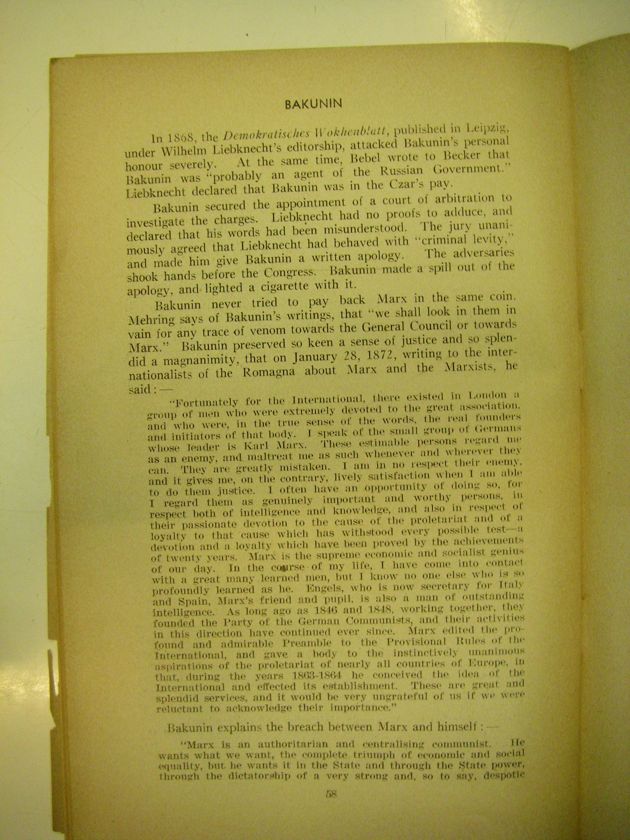 BAKUNIN
In 1868, the Demokratisches Wokhenblatt, published in Leipzig,
under Wilhelm Liebknecht's editorship, attacked Bakunin's personal
honour severely. At the same time, Bebel wrote to Becker that
Bakunin was "probably an agent of the Russian Government."
Liebknecht declared that Bakunin was in the Czar's pay.
Bakunin secured the appointment of a court of arbitration to
investigate the charges. Liebknecht had no proofs to adduce, and
declared that his words had been misunderstood. The jury unani-
mously agreed that Liebknecht had behaved with "criminal levity,"
and made him give Bakunin a written apology. The adversaries
shook hands before the Congress. Bakunin made a spill out of the
apology, and lighted a cigarette with it.
Bakunin never tried to pay back Marx in the same coin.
Mehring says of Bakunin's writings, that "we shall look in them in
vain for any trace of venom towards the General Council or towards
Marx." Bakunin preserved so keen a sense of justice and so splen-
did a magnanimity, that on January 28, 1872, writing to the inter-
nationalists of the Romagna about Marx and the Marxists, he
said : —
"Fortunately for the International, there existed in London a
group of men who were extremely devoted to the great association,
and who were, in the true sense of the words, the real founders
and initiators of that body. I speak of the small group of Germans
whose leader is Karl Marx. These estimable persons regard me
as an enemy, and maltreat me as such whenever and wherever they
can. They are greatly mistaken. I am in no respect their enemy,
and it gives me, on the contrary, lively satisfaction when I am able
to do them justice. I often have an opportunity of doing so, for
I regard them as genuinely important and worthy persons, in
respect both of intelligence and knowledge, and also in respect of
their passionate devotion to the cause of the proletariat and of a
loyalty to that cause which has withstood every possible test—a
devotion and a loyalty which have been proved by the achievements
of twenty years. Marx is the supreme economic and socialist genius
of our day. In the course of my life, I have come into contact
with a great many learned men, but I know no one else who is so
profoundly learned as he. Engels, who is now secretary for Italy
and Spain, Marx's friend and pupil, is also a man of outstanding
intelligence. As long ago as 1846 and 1848, working together, they
founded the Party of the German Communists, and their activities
in this direction have continued ever since. Marx edited the pro-
found and admirable Preamble to the Provisional Rules of the
International, and gave a body to the instinctively unanimous
aspirations of the proletariat of nearly all countries of Europe, in
that, during the years 1863-1864 he conceived the idea of the
International and effected its establishment. These are great and
splendid services, and it would be very ungrateful of us if we were
reluctant to acknowledge their importance."
Bakunin explains the breach between Marx and himself : —
"Marx is an authoritarian and centralising communist. He
wants what we want, the complete triumph of economic and social
equality, but he wants it in the State and through the State power,
through the dictatorship of a very strong and, so to say, despotic
58